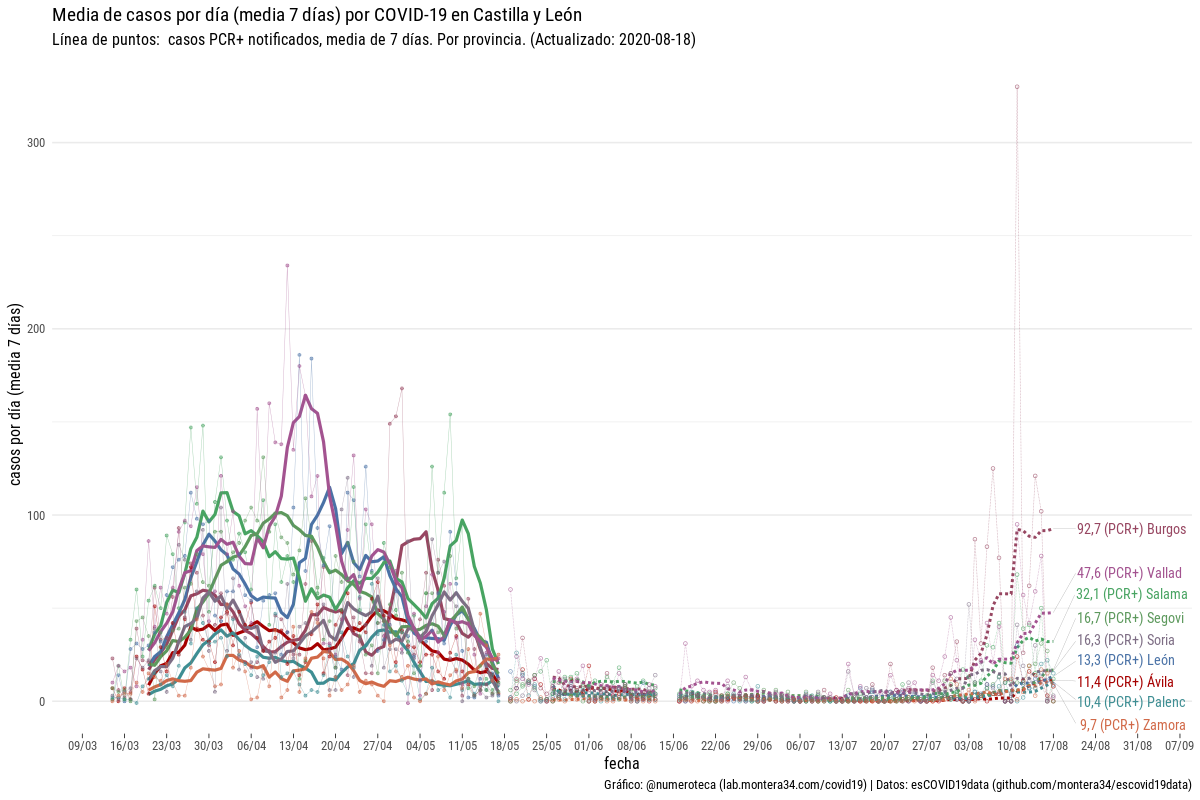 Media de casos por día (media 7 días) por COVID-19 en Castilla y León
Línea de puntos:  casos PCR+ notificados, media de 7 días. Por provincia. (Actualizado: 2020-08-18)
casos por día (media 7 días)
300
200
100
0
92,7 (PCR+) Burgos
47,6 (PCR+) Vallad
32,1 (PCR+) Salama
16,7 (PCR+) Segovi
16,3 (PCR+) Soria
13,3 (PCR+) León
11,4 (PCR+) Ávila
10,4 (PCR+) Palenc
9,7 (PCR+) Zamora
09/03 16/03 23/03 30/03 06/04 13/04 20/04 27/04 04/05 11/05 18/05 25/05 01/06 08/06 15/06 22/06 29/06 06/07 13/07 20/07 27/07 03/08 10/08 17/08 24/08 31/08 07/09
fecha
Gráfico: @numeroteca (lab.montera34.com/covid19) | Datos: esCOVID19data (github.com/montera34/escovid19data)